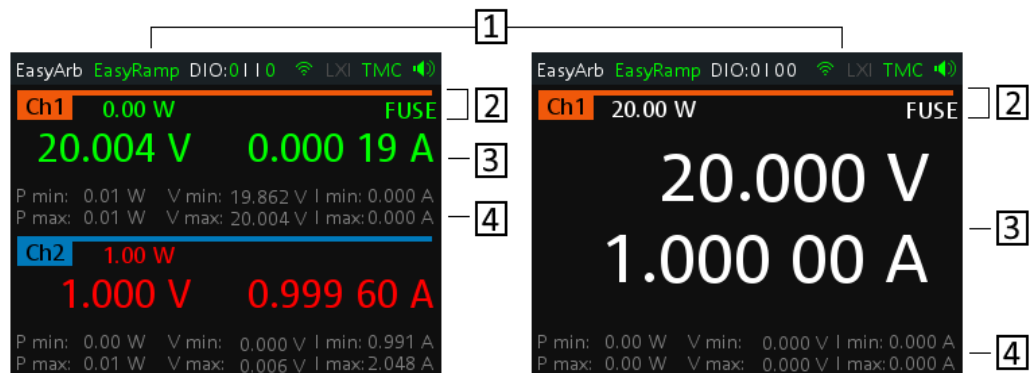 1
EasyArb EasyRamp DIO:0 I I 0 LXI TMC
Ch1 0.00 W FUSE
2
20.004 V 0.000 19 A
3
P min: 0.01 W V min: 19.862 V I min: 0.000 A
P max: 0.01 W V max: 20.004 V I max: 0.000 A
4
Ch2 1.00 W
1.000 V 0.999 60 A
P min: 0.00 W V min: 0.000 V I min: 0.991 A
P max: 0.01 W V max: 0.006 V I max: 2.048 A
EasyArb EasyRamp DIO:0 I 0 0 LXI TMC
Ch1 20.00 W FUSE
2
20.000 V
1.000 00 A
3
P min: 0.00 W V min: 0.000 V I min: 0.000 A
P max: 0.00 W V max: 0.000 V I max: 0.000 A
4